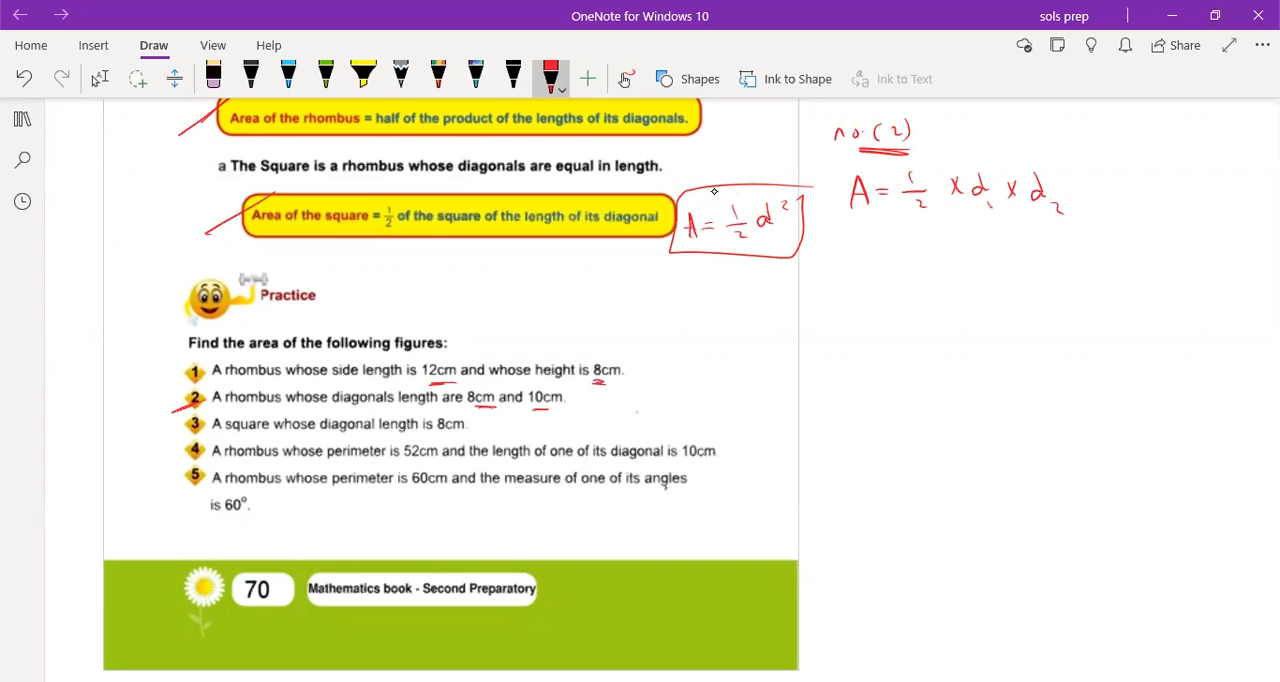 OneNote for Windows 10
sols prep
Home Insert Draw View Help
Share
Shapes
Ink to Shape
Ink to Text
Area of the rhombus = half of the product of the lengths of its diagonals.
a The Square is a rhombus whose diagonals are equal in length.
Area of the square = 1/2 of the square of the length of its diagonal
A = 1/2 d²
no. (2)
A = 1/2 × d₁ × d₂
Practice
Find the area of the following figures:
1 A rhombus whose side length is 12cm and whose height is 8cm.
2 A rhombus whose diagonals length are 8cm and 10cm.
3 A square whose diagonal length is 8cm.
4 A rhombus whose perimeter is 52cm and the length of one of its diagonal is 10cm
5 A rhombus whose perimeter is 60cm and the measure of one of its angles
is 60°.
70
Mathematics book - Second Preparatory